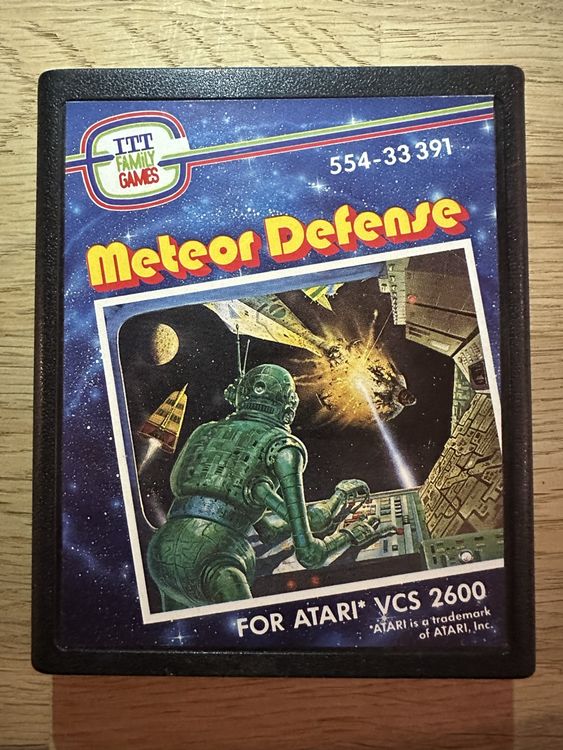 ITT
FAMILY
GAMES
554-33 391
Meteor Defense
FOR ATARI* VCS 2600
*ATARI is a trademark
of ATARI, Inc.